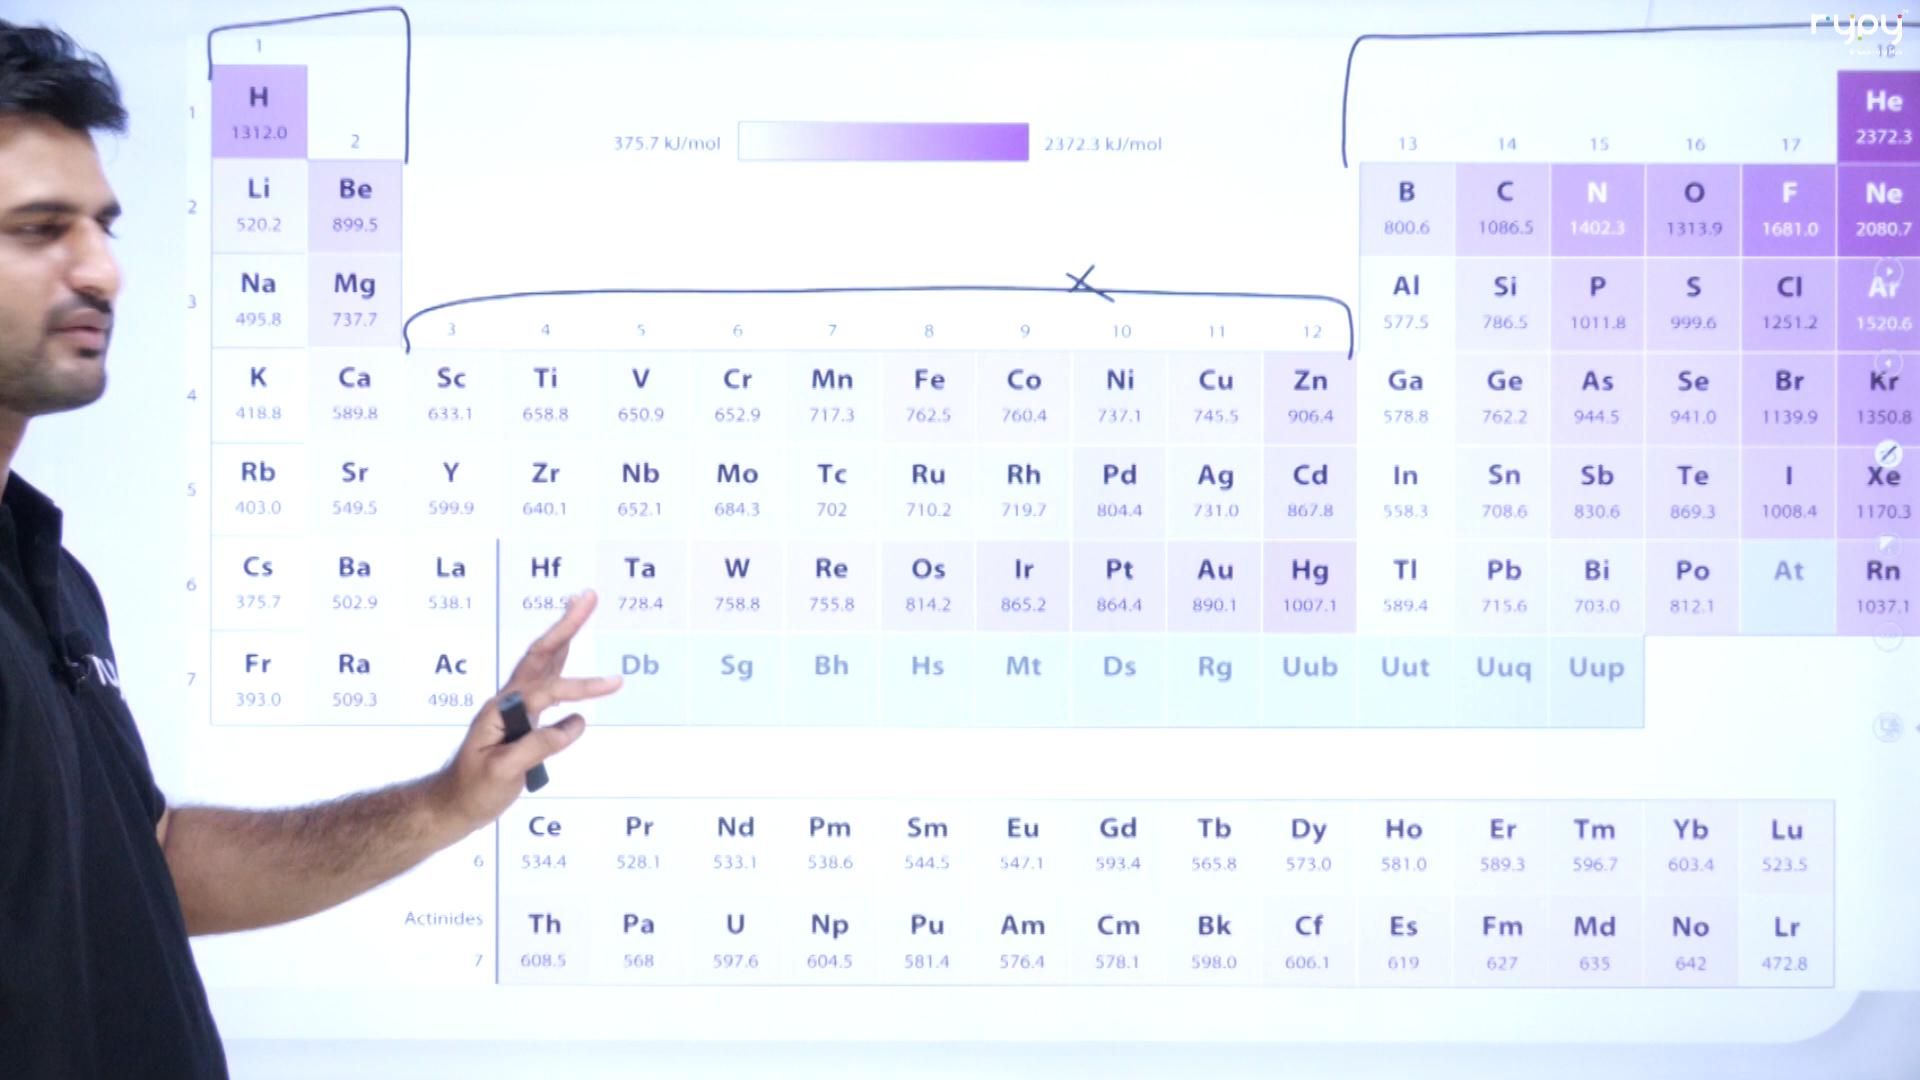 rypy
1 18
H He
1 1312.0 2372.3
2 375.7 kJ/mol 2372.3 kJ/mol 13 14 15 16 17
Li Be B C N O F Ne
2 520.2 899.5 800.6 1086.5 1402.3 1313.9 1681.0 2080.7
Na Mg Al Si P S Cl Ar
3 495.8 737.7 577.5 786.5 1011.8 999.6 1251.2 1520.6
3 4 5 6 7 8 9 10 11 12
K Ca Sc Ti V Cr Mn Fe Co Ni Cu Zn Ga Ge As Se Br Kr
4 418.8 589.8 633.1 658.8 650.9 652.9 717.3 762.5 760.4 737.1 745.5 906.4 578.8 762.2 944.5 941.0 1139.9 1350.8
Rb Sr Y Zr Nb Mo Tc Ru Rh Pd Ag Cd In Sn Sb Te I Xe
5 403.0 549.5 599.9 640.1 652.1 684.3 702 710.2 719.7 804.4 731.0 867.8 558.3 708.6 830.6 869.3 1008.4 1170.3
Cs Ba La Hf Ta W Re Os Ir Pt Au Hg Tl Pb Bi Po At Rn
6 375.7 502.9 538.1 658.5 728.4 758.8 755.8 814.2 865.2 864.4 890.1 1007.1 589.4 715.6 703.0 812.1 1037.1
Fr Ra Ac Db Sg Bh Hs Mt Ds Rg Uub Uut Uuq Uup
7 393.0 509.3 498.8
Ce Pr Nd Pm Sm Eu Gd Tb Dy Ho Er Tm Yb Lu
6 534.4 528.1 533.1 538.6 544.5 547.1 593.4 565.8 573.0 581.0 589.3 596.7 603.4 523.5
Actinides Th Pa U Np Pu Am Cm Bk Cf Es Fm Md No Lr
7 608.5 568 597.6 604.5 581.4 576.4 578.1 598.0 606.1 619 627 635 642 472.8